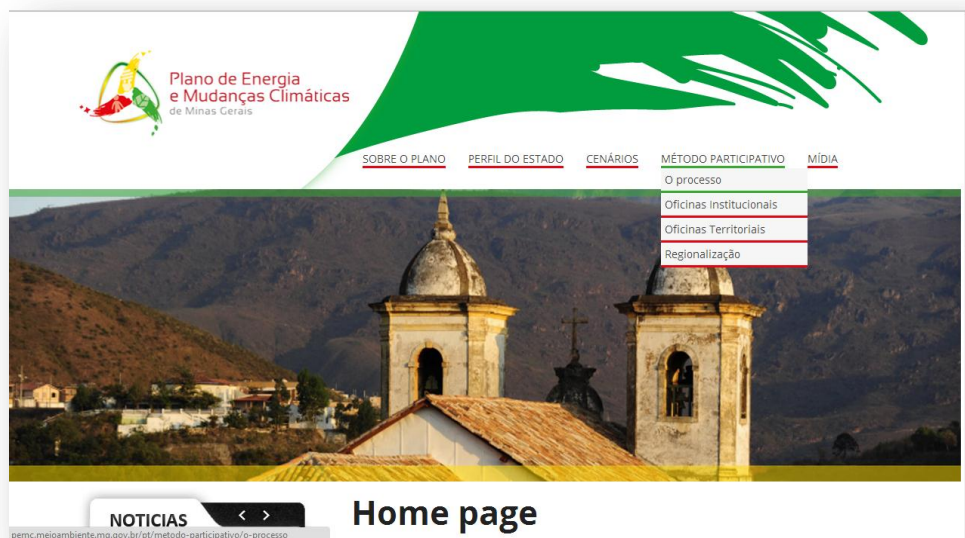 Plano de Energia
e Mudanças Climáticas
de Minas Gerais
SOBRE O PLANO PERFIL DO ESTADO CENÁRIOS MÉTODO PARTICIPATIVO MÍDIA
O processo
Oficinas Institucionais
Oficinas Territoriais
Regionalização
NOTICIAS < >
Home page
pemc.meioambiente.mg.gov.br/pt/metodo-participativo/o-processo